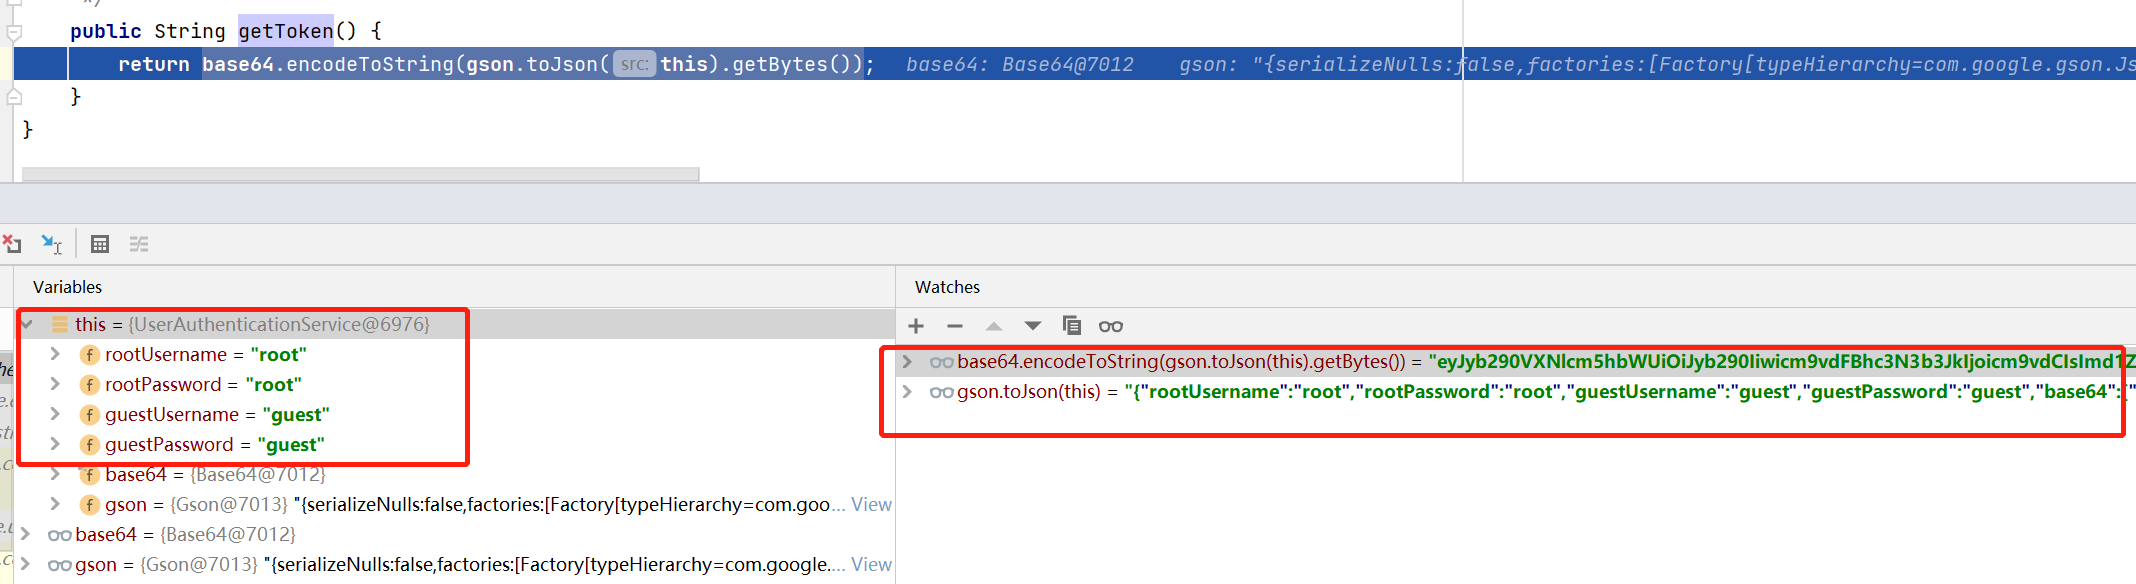 */
public String getToken() {
return base64.encodeToString(gson.toJson( src: this).getBytes()); base64: Base64@7012 gson: "{serializeNulls:false,factories:[Factory[typeHierarchy=com.google.gson.Js
}
}
Variables
Watches
this = {UserAuthenticationService@6976}
rootUsername = "root"
rootPassword = "root"
guestUsername = "guest"
guestPassword = "guest"
base64 = {Base64@7012}
gson = {Gson@7013} "{serializeNulls:false,factories:[Factory[typeHierarchy=com.goo... View
base64 = {Base64@7012}
gson = {Gson@7013} "{serializeNulls:false,factories:[Factory[typeHierarchy=com.google.... View
base64.encodeToString(gson.toJson(this).getBytes()) = "eyJyb290VXNlcm5hbWUiOiJyb290Iiwicm9vdFBhc3N3b3JkIjoicm9vdCIsImd1Z
gson.toJson(this) = "{"rootUsername":"root","rootPassword":"root","guestUsername":"guest","guestPassword":"guest","base64":{"